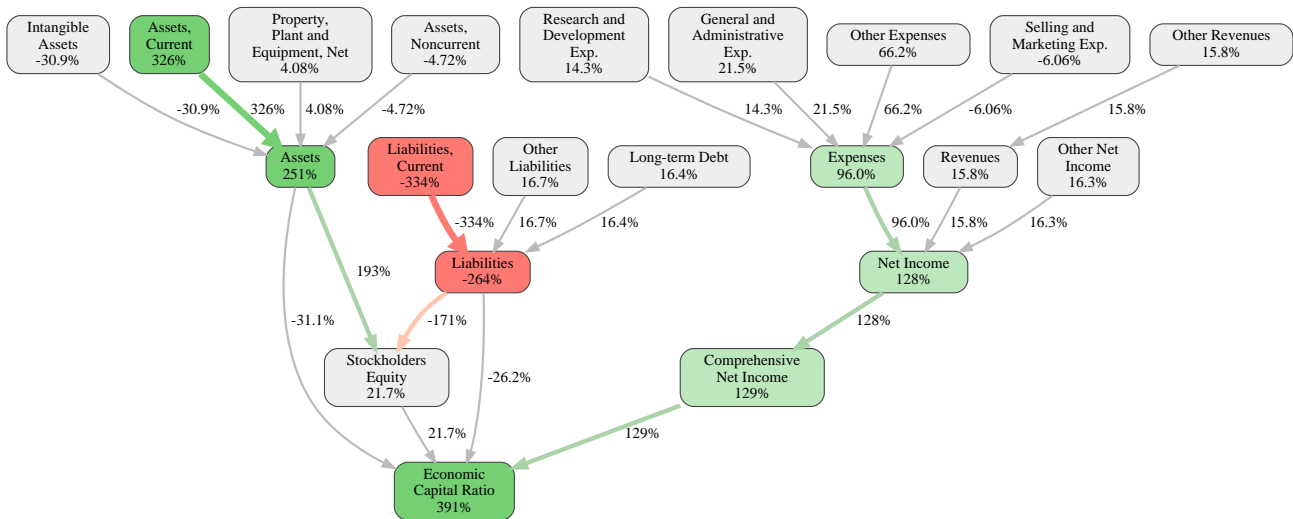 Intangible
Assets
-30.9%
Assets,
Current
326%
Property,
Plant and
Equipment, Net
4.08%
Assets,
Noncurrent
-4.72%
Research and
Development
Exp.
14.3%
General and
Administrative
Exp.
21.5%
Other Expenses
66.2%
Selling and
Marketing Exp.
-6.06%
Other Revenues
15.8%
-30.9%
326%
4.08%
-4.72%
14.3%
21.5%
66.2%
-6.06%
15.8%
Assets
251%
Liabilities,
Current
-334%
Other
Liabilities
16.7%
Long-term Debt
16.4%
Expenses
96.0%
Revenues
15.8%
Other Net
Income
16.3%
-334%
16.7%
16.4%
96.0%
15.8%
16.3%
193%
Liabilities
-264%
Net Income
128%
-31.1%
-171%
128%
Stockholders
Equity
21.7%
-26.2%
Comprehensive
Net Income
129%
21.7%
129%
Economic
Capital Ratio
391%